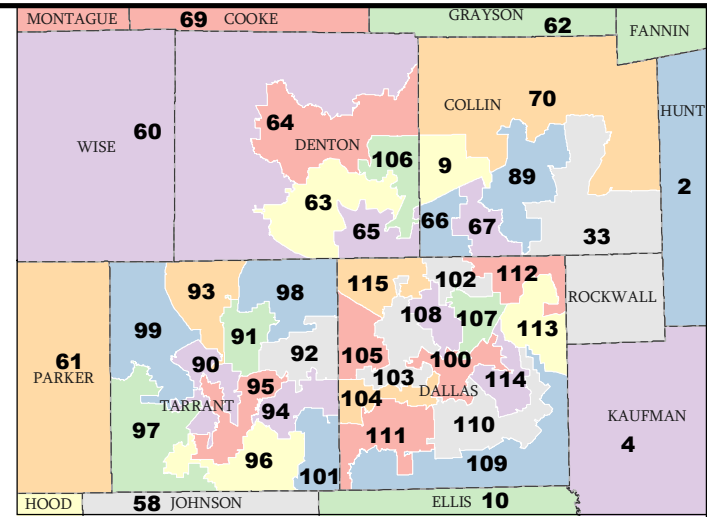 MONTAGUE 69 COOKE GRAYSON 62 FANNIN
COLLIN 70 HUNT
60 64
WISE DENTON 106 9 89 2
63 66 67 33
65
115 102 112
93 98 ROCKWALL
99 91 108 107 113
61 90 92 105 100
PARKER 95 103 114
TARRANT 94 104 DALLAS
97 111 110 KAUFMAN
96 101 109 4
HOOD 58 JOHNSON ELLIS 10